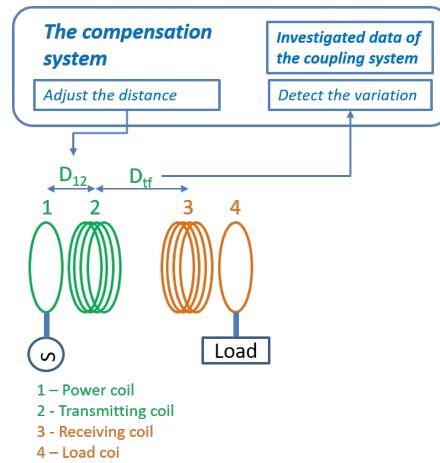 The compensation
system
Investigated data of
the coupling system
Adjust the distance
Detect the variation
D12
Dtf
1
2
3
4
S
Load
1 – Power coil
2 - Transmitting coil
3 - Receiving coil
4 – Load coi